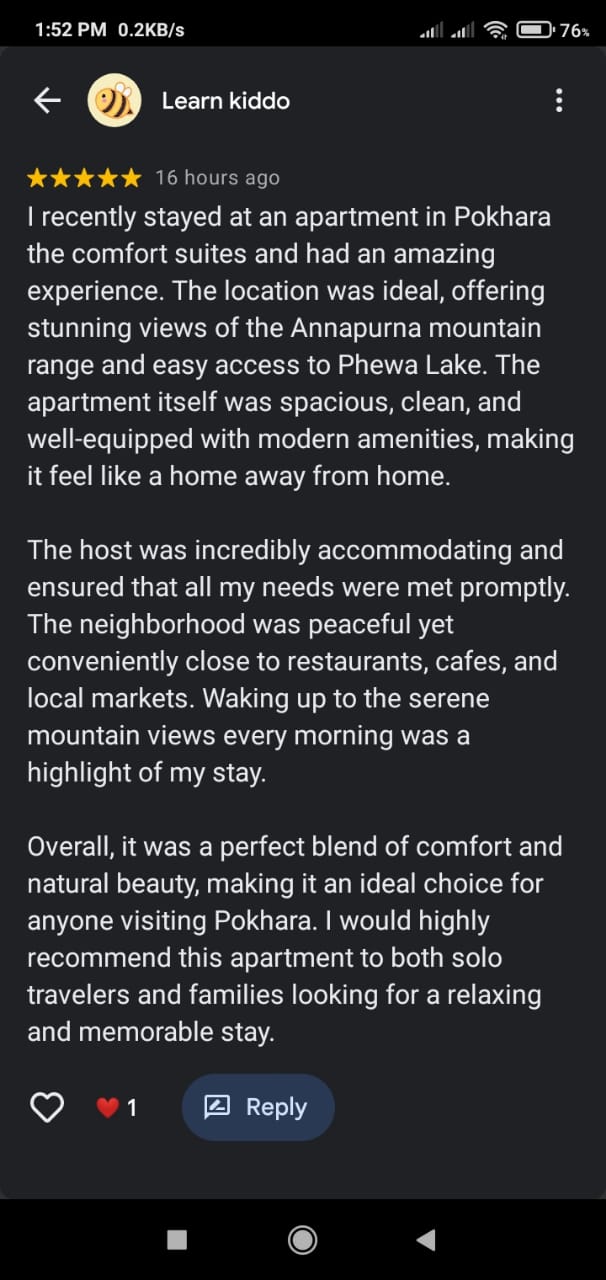 1:52 PM 0.2KB/s
76%
Learn kiddo
16 hours ago
I recently stayed at an apartment in Pokhara
the comfort suites and had an amazing
experience. The location was ideal, offering
stunning views of the Annapurna mountain
range and easy access to Phewa Lake. The
apartment itself was spacious, clean, and
well-equipped with modern amenities, making
it feel like a home away from home.
The host was incredibly accommodating and
ensured that all my needs were met promptly.
The neighborhood was peaceful yet
conveniently close to restaurants, cafes, and
local markets. Waking up to the serene
mountain views every morning was a
highlight of my stay.
Overall, it was a perfect blend of comfort and
natural beauty, making it an ideal choice for
anyone visiting Pokhara. I would highly
recommend this apartment to both solo
travelers and families looking for a relaxing
and memorable stay.
1
Reply